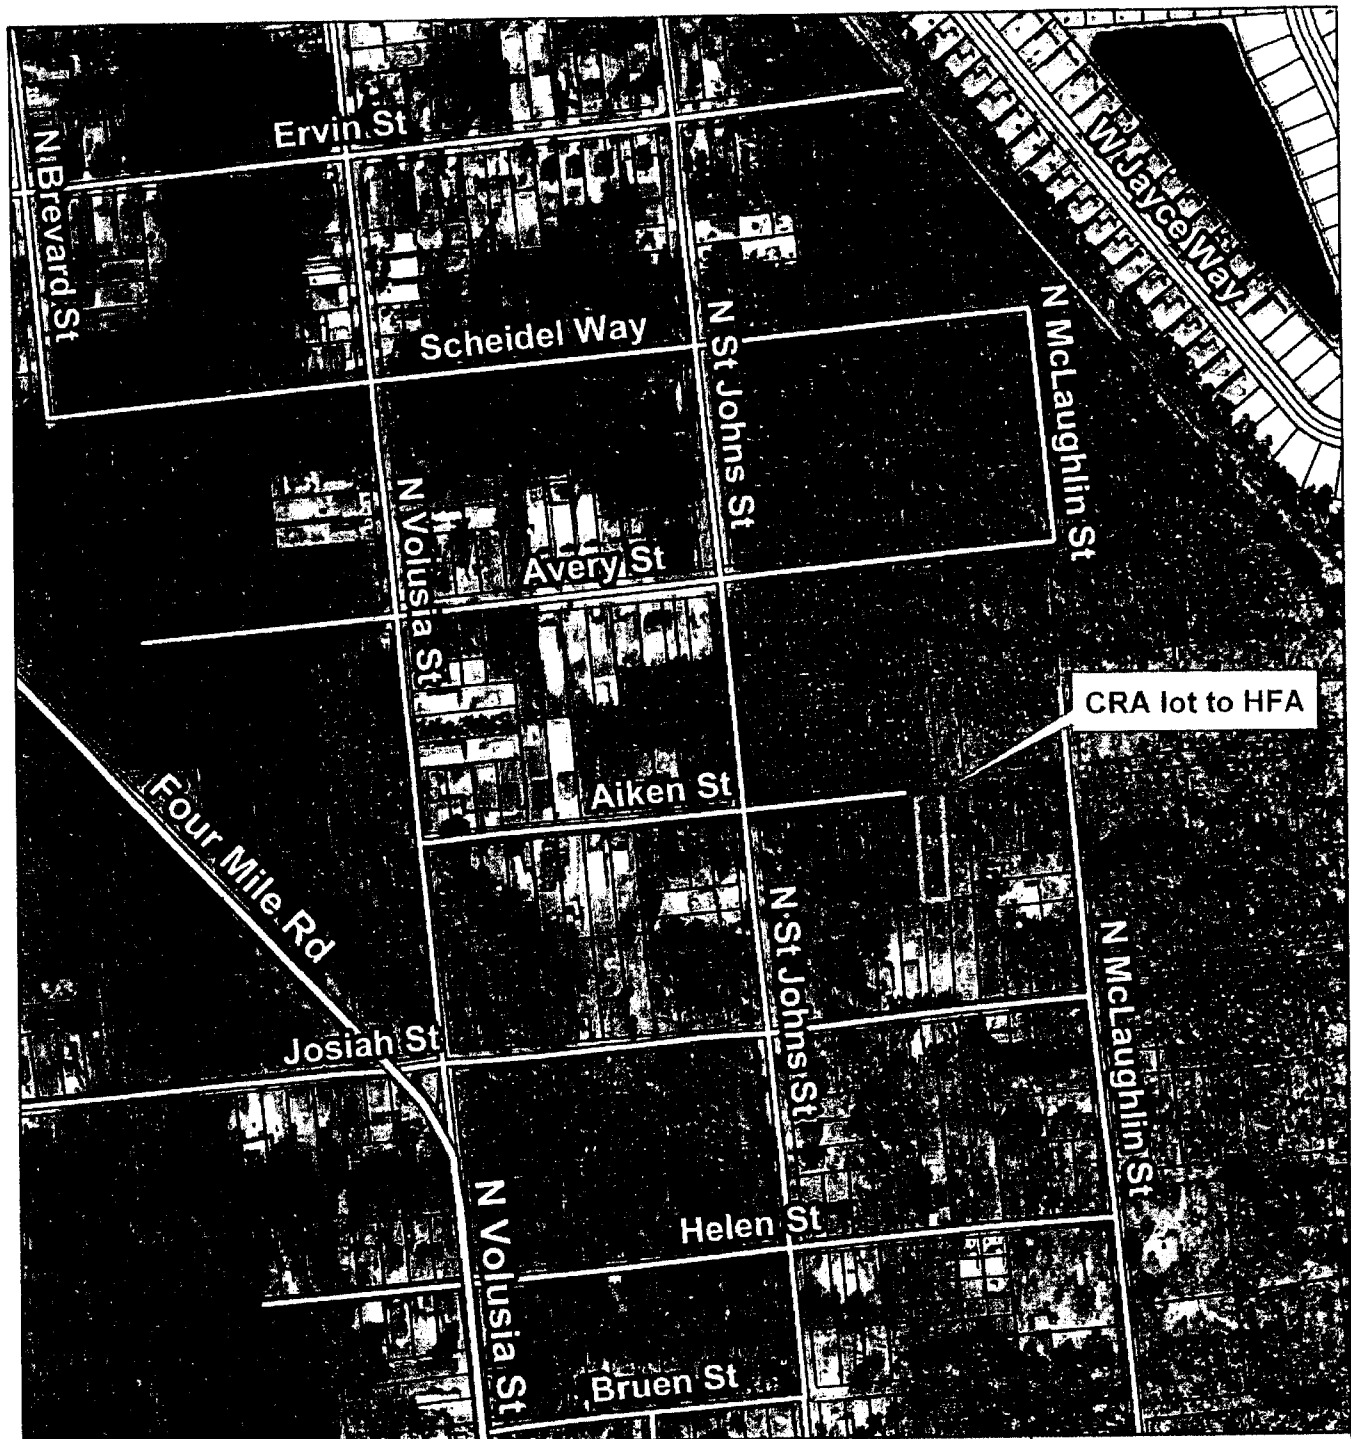 Ervin St
N Brevard St
W Jayce Way
Scheidel Way
N St Johns St
N McLaughlin St
N Volusia St
Avery St
CRA lot to HFA
Aiken St
Four Mile Rd
N St Johns St
N McLaughlin St
Josiah St
N Volusia St
Helen St
Bruen St